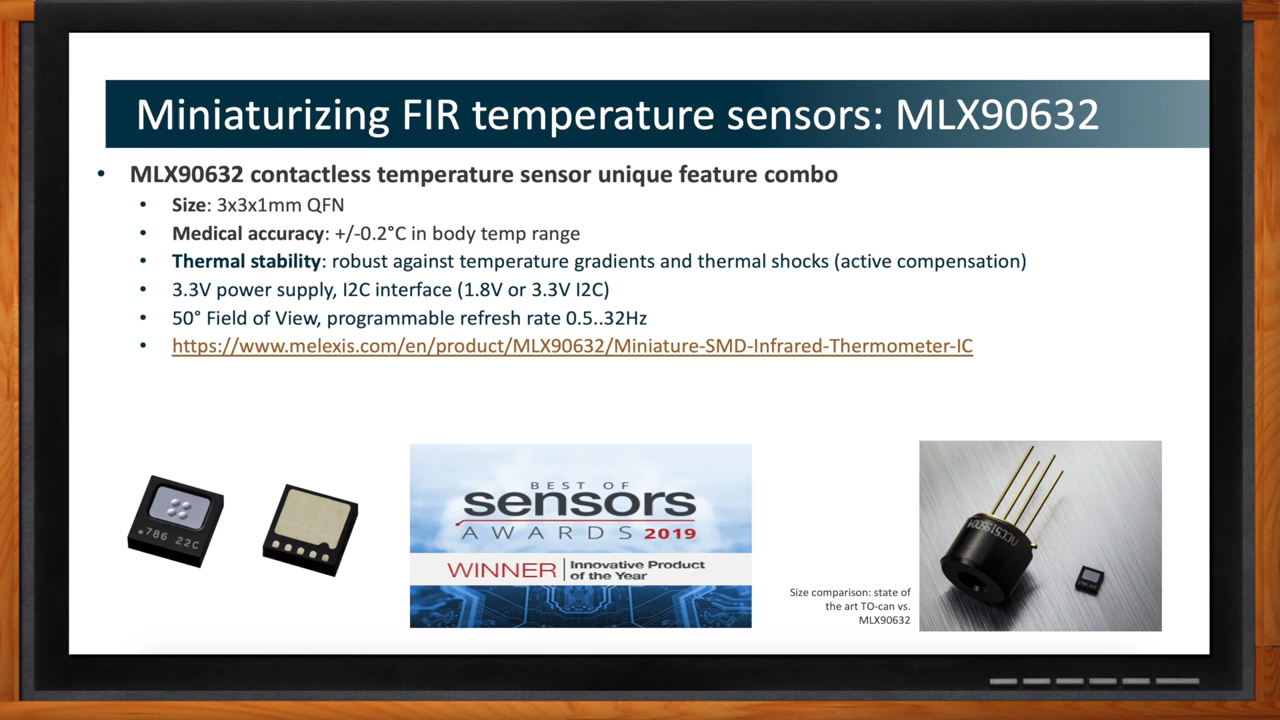 Miniaturizing FIR temperature sensors: MLX90632
• MLX90632 contactless temperature sensor unique feature combo
• Size: 3x3x1mm QFN
• Medical accuracy: +/-0.2°C in body temp range
• Thermal stability: robust against temperature gradients and thermal shocks (active compensation)
• 3.3V power supply, I2C interface (1.8V or 3.3V I2C)
• 50° Field of View, programmable refresh rate 0.5..32Hz
• https://www.melexis.com/en/product/MLX90632/Miniature-SMD-Infrared-Thermometer-IC
786 22C
BEST OF
sensors
AWARDS 2019
WINNER Innovative Product
of the Year
Size comparison: state of
the art TO-can vs.
MLX90632